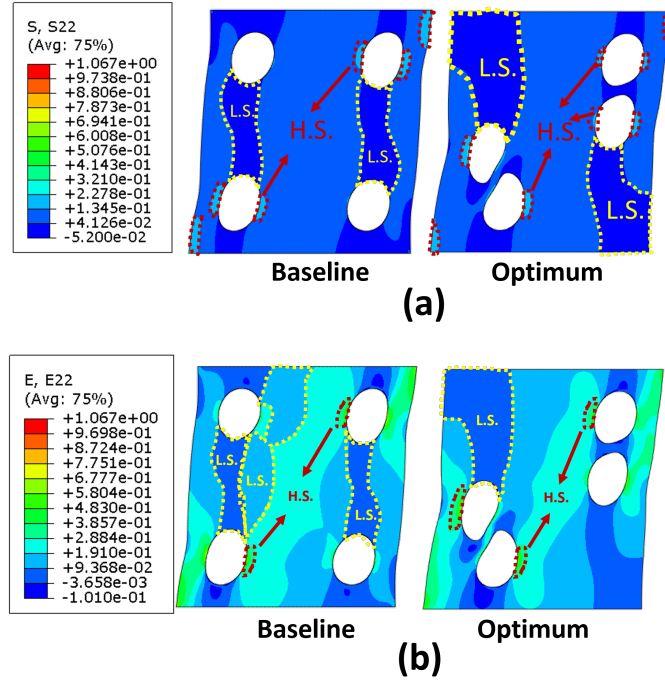 S, S22
(Avg: 75%)
+1.067e+00
+9.738e-01
+8.806e-01
+7.873e-01
+6.941e-01
+6.008e-01
+5.076e-01
+4.143e-01
+3.210e-01
+2.278e-01
+1.345e-01
+4.126e-02
-5.200e-02
L.S.
L.S.
H.S.
L.S.
H.S.
L.S.
Baseline
Optimum
(a)
E, E22
(Avg: 75%)
+1.067e+00
+9.698e-01
+8.724e-01
+7.751e-01
+6.777e-01
+5.804e-01
+4.830e-01
+3.857e-01
+2.884e-01
+1.910e-01
+9.368e-02
-3.658e-03
-1.010e-01
L.S.
L.S.
H.S.
L.S.
L.S.
H.S.
Baseline
Optimum
(b)